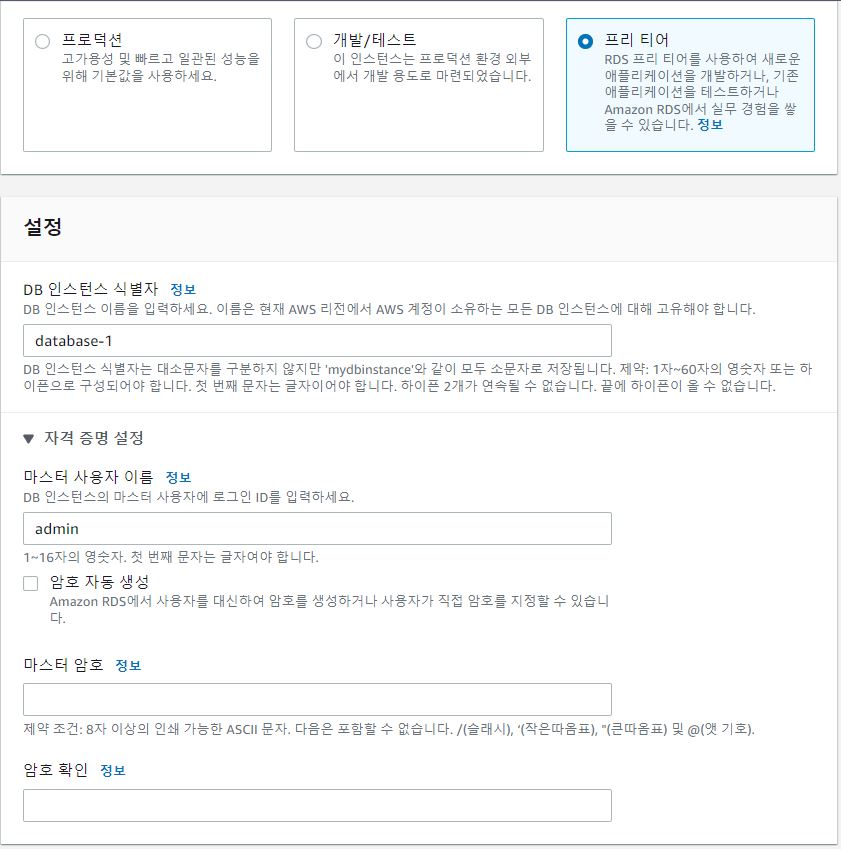 프로덕션
고가용성 및 빠르고 일관된 성능을
위해 기본값을 사용하세요.
개발/테스트
이 인스턴스는 프로덕션 환경 외부
에서 개발 용도로 마련되었습니다.
프리 티어
RDS 프리 티어를 사용하여 새로운
애플리케이션을 개발하거나, 기존
애플리케이션을 테스트하거나
Amazon RDS에서 실무 경험을 쌓
을 수 있습니다. 정보
설정
DB 인스턴스 식별자 정보
DB 인스턴스 이름을 입력하세요. 이름은 현재 AWS 리전에서 AWS 계정이 소유하는 모든 DB 인스턴스에 대해 고유해야 합니다.
database-1
DB 인스턴스 식별자는 대소문자를 구분하지 않지만 'mydbinstance'와 같이 모두 소문자로 저장됩니다. 제약: 1자~60자의 영숫자 또는 하
이픈으로 구성되어야 합니다. 첫 번째 문자는 글자이어야 합니다. 하이픈 2개가 연속될 수 없습니다. 끝에 하이픈이 올 수 없습니다.
▼ 자격 증명 설정
마스터 사용자 이름 정보
DB 인스턴스의 마스터 사용자에 로그인 ID를 입력하세요.
admin
1~16자의 영숫자. 첫 번째 문자는 글자여야 합니다.
암호 자동 생성
Amazon RDS에서 사용자를 대신하여 암호를 생성하거나 사용자가 직접 암호를 지정할 수 있습니
다.
마스터 암호 정보
제약 조건: 8자 이상의 인쇄 가능한 ASCII 문자. 다음은 포함할 수 없습니다. /(슬래시), '(작은따옴표), "(큰따옴표) 및 @(앳 기호).
암호 확인 정보